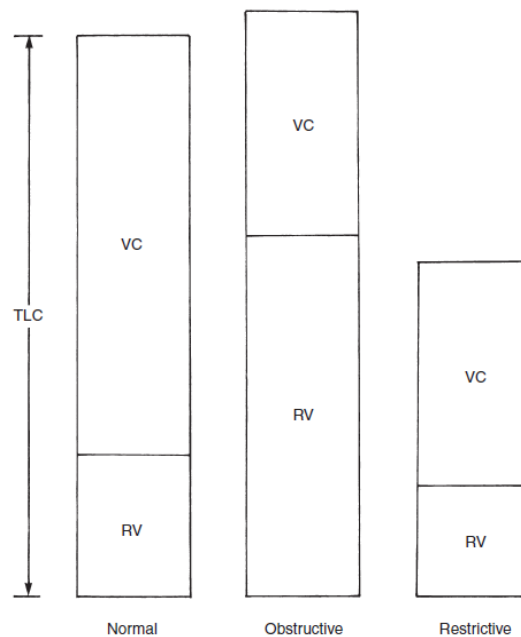 VC
VC
VC
TLC
RV
RV
RV
Normal
Obstructive
Restrictive